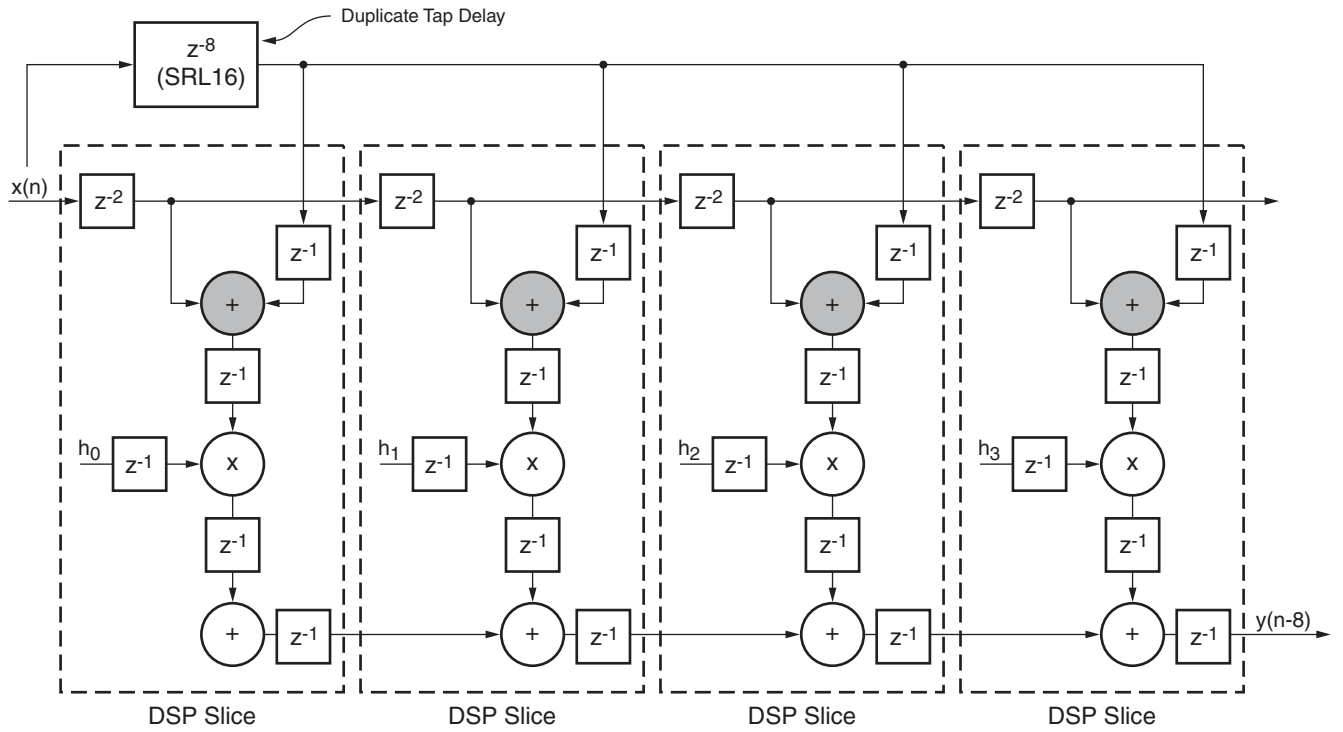 Duplicate Tap Delay
z-8
(SRL16)
x(n)
z-2
z-2
z-2
z-2
z-1
z-1
z-1
z-1
+
+
+
+
z-1
z-1
z-1
z-1
h0
z-1
x
h1
z-1
x
h2
z-1
x
h3
z-1
x
z-1
z-1
z-1
z-1
+
z-1
+
z-1
+
z-1
+
z-1
y(n-8)
DSP Slice
DSP Slice
DSP Slice
DSP Slice